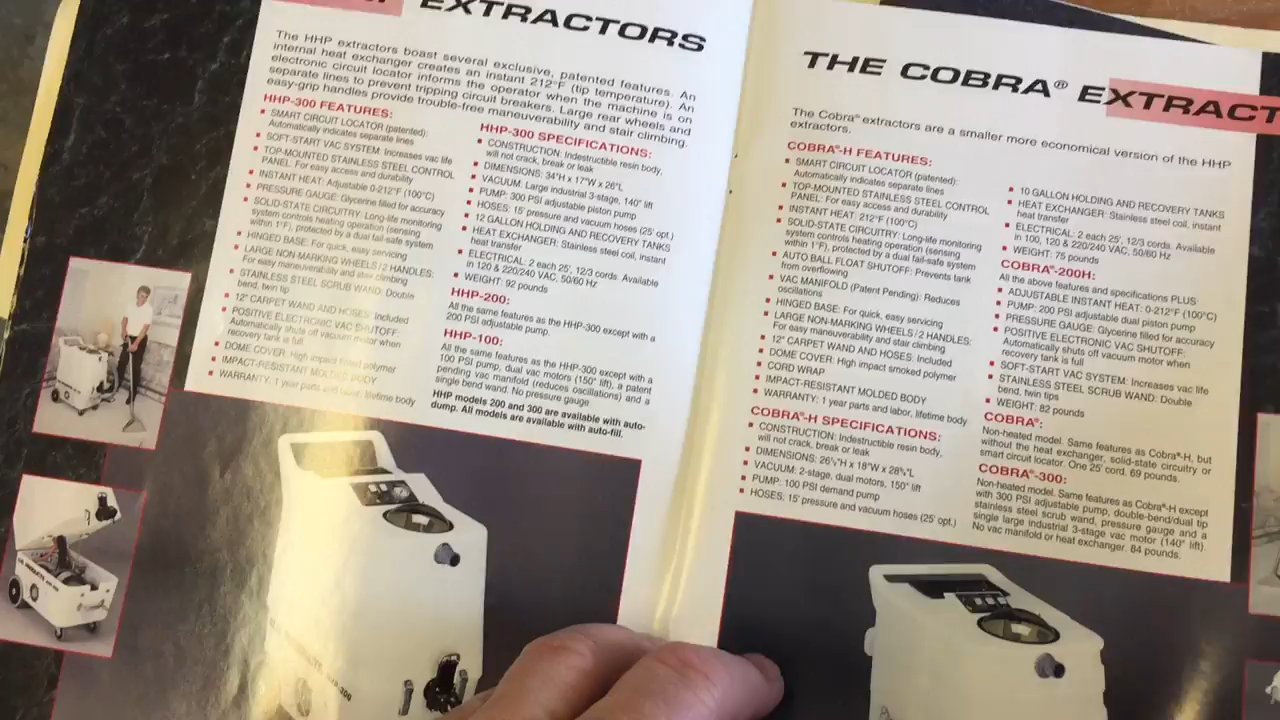 EXTRACTORS
The HHP extractors boast several exclusive, patented features. An
internal heat exchanger creates an instant 212°F (tip temperature). An
electronic circuit locator informs the operator when the machine is on
separate lines to prevent tripping circuit breakers. Large rear wheels and
easy-grip handles provide trouble-free maneuverability and stair climbing.
HHP-300 FEATURES:
SMART CIRCUIT LOCATOR (patented):
Automatically indicates separate lines
SOFT-START VAC SYSTEM: Increases vac life
TOP-MOUNTED STAINLESS STEEL CONTROL
PANEL: For easy access and durability
INSTANT HEAT: Adjustable 0-212°F (100°C)
PRESSURE GAUGE: Glycerine filled for accuracy
SOLID-STATE CIRCUITRY: Long-life monitoring
system controls heating operation (sensing
within 1°F), protected by a dual fail-safe system
HINGED BASE: For quick, easy servicing
LARGE NON-MARKING WHEELS/2 HANDLES:
For easy maneuverability and stair climbing
STAINLESS STEEL SCRUB WAND: Double
bend, twin tip
12" CARPET WAND AND HOSES: Included
POSITIVE ELECTRONIC VAC SHUTOFF:
Automatically shuts off vacuum motor when
recovery tank is full
DOME COVER: High impact tinted polymer
IMPACT-RESISTANT MOLDED BODY
WARRANTY: 1 year parts and labor, lifetime body
HHP-300 SPECIFICATIONS:
CONSTRUCTION: Indestructible resin body,
will not crack, break or leak
DIMENSIONS: 34"H x 17"W x 26"L
VACUUM: Large industrial 3-stage, 140" lift
PUMP: 300 PSI adjustable piston pump
HOSES: 15' pressure and vacuum hoses (25' opt.)
12 GALLON HOLDING AND RECOVERY TANKS
HEAT EXCHANGER: Stainless steel coil, instant
heat transfer
ELECTRICAL: 2 each 25', 12/3 cords. Available
in 120 & 220/240 VAC, 50/60 Hz
WEIGHT: 92 pounds
HHP-200:
All the same features as the HHP-300 except with a
200 PSI adjustable pump.
HHP-100:
All the same features as the HHP-300 except with a
100 PSI pump, dual vac motors (150" lift), a patent
pending vac manifold (reduces oscillations) and a
single bend wand. No pressure gauge
HHP models 200 and 300 are available with auto-
dump. All models are available with auto-fill.
THE COBRA® EXTRACT
The Cobra® extractors are a smaller more economical version of the HHP
extractors.
COBRA®-H FEATURES:
SMART CIRCUIT LOCATOR (patented):
Automatically indicates separate lines
TOP-MOUNTED STAINLESS STEEL CONTROL
PANEL: For easy access and durability
INSTANT HEAT: 212°F (100°C)
SOLID-STATE CIRCUITRY: Long-life monitoring
system controls heating operation (sensing
within 1°F), protected by a dual fail-safe system
AUTO BALL FLOAT SHUTOFF: Prevents tank
from overflowing
VAC MANIFOLD (Patent Pending): Reduces
oscillations
HINGED BASE: For quick, easy servicing
LARGE NON-MARKING WHEELS/2 HANDLES:
For easy maneuverability and stair climbing
12" CARPET WAND AND HOSES: Included
DOME COVER: High impact smoked polymer
CORD WRAP
IMPACT-RESISTANT MOLDED BODY
WARRANTY: 1 year parts and labor, lifetime body
COBRA®-H SPECIFICATIONS:
CONSTRUCTION: Indestructible resin body,
will not crack, break or leak
DIMENSIONS: 26½"H x 18"W x 28¾"L
VACUUM: 2-stage, dual motors, 150" lift
PUMP: 100 PSI demand pump
HOSES: 15' pressure and vacuum hoses (25' opt.)
10 GALLON HOLDING AND RECOVERY TANKS
HEAT EXCHANGER: Stainless steel coil, instant
heat transfer
ELECTRICAL: 2 each 25', 12/3 cords. Available
in 100, 120 & 220/240 VAC, 50/60 Hz
WEIGHT: 75 pounds
COBRA®-200H:
All the above features and specifications PLUS:
ADJUSTABLE INSTANT HEAT: 0-212°F (100°C)
PUMP: 200 PSI adjustable dual piston pump
PRESSURE GAUGE: Glycerine filled for accuracy
POSITIVE ELECTRONIC VAC SHUTOFF:
Automatically shuts off vacuum motor when
recovery tank is full
SOFT-START VAC SYSTEM: Increases vac life
STAINLESS STEEL SCRUB WAND: Double
bend, twin tips
WEIGHT: 82 pounds
COBRA®:
Non-heated model. Same features as Cobra®-H, but
without the heat exchanger, solid-state circuitry or
smart circuit locator. One 25' cord. 69 pounds.
COBRA®-300:
Non-heated model. Same features as Cobra®-H except
with 300 PSI adjustable pump, double-bend/dual tip
stainless steel scrub wand, pressure gauge and a
single large industrial 3-stage vac motor (140" lift).
No vac manifold or heat exchanger. 84 pounds.